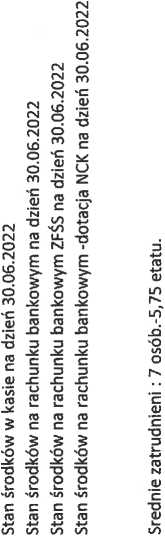 Stan środków w kasie na dzień 30.06.2022
Stan środków na rachunku bankowym na dzień 30.06.2022
Stan środków na rachunku bankowym ZFŚS na dzień 30.06.2022
Stan środków na rachunku bankowym -dotacja NCK na dzień 30.06.2022
Srednie zatrudnieni : 7 osób.-5,75 etatu.